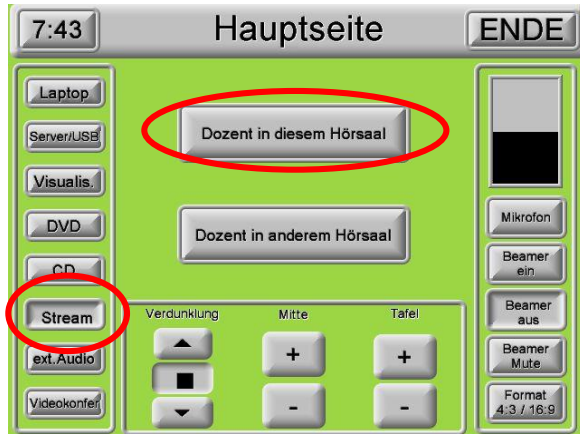 7:43
Hauptseite
ENDE
Laptop
Server/USB
Visualis.
DVD
CD
Stream
ext.Audio
Videokonfer
Dozent in diesem Hörsaal
Dozent in anderem Hörsaal
Verdunklung
Mitte
Tafel
+
+
-
-
Mikrofon
Beamer
ein
Beamer
aus
Beamer
Mute
Format
4:3 / 16:9